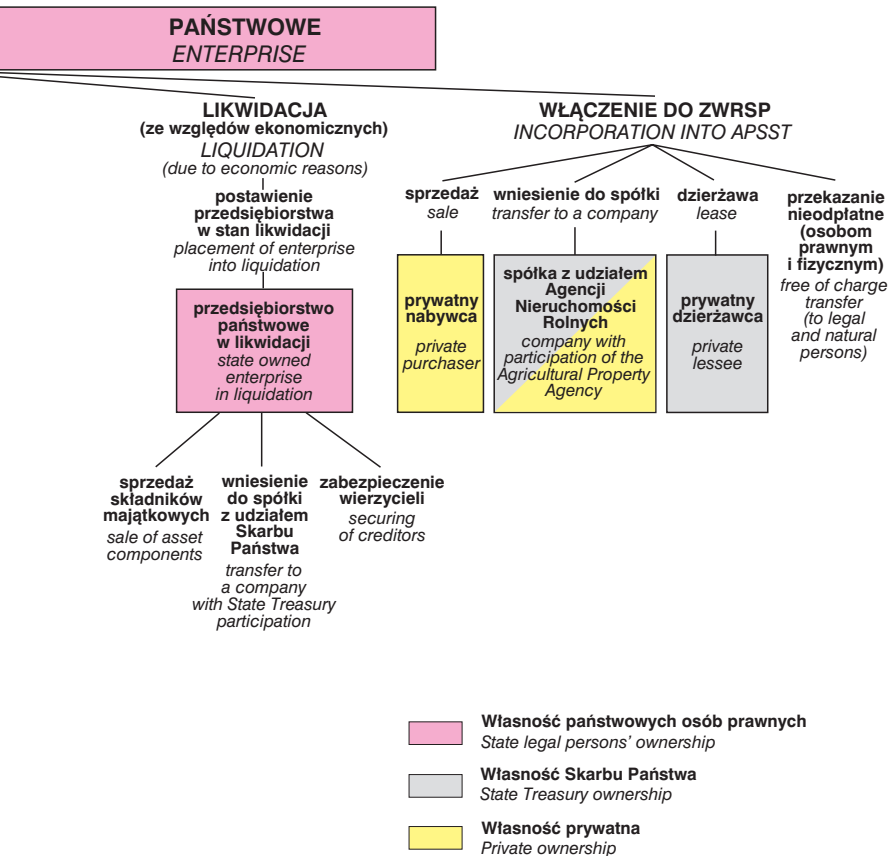 PAŃSTWOWE
ENTERPRISE
LIKWIDACJA
(ze względów ekonomicznych)
LIQUIDATION
(due to economic reasons)
postawienie
przedsiębiorstwa
w stan likwidacji
placement of enterprise
into liquidation
przedsiębiorstwo
państwowe
w likwidacji
state owned
enterprise
in liquidation
sprzedaż
składników
majątkowych
sale of asset
components
wniesienie
do spółki
z udziałem
Skarbu
Państwa
transfer to
a company
with State Treasury
participation
zabezpieczenie
wierzycieli
securing
of creditors
WŁĄCZENIE DO ZWRSP
INCORPORATION INTO APSST
sprzedaż
sale
prywatny
nabywca
private
purchaser
wniesienie do spółki
transfer to a company
spółka z udziałem
Agencji
Nieruchomości
Rolnych
company with
participation of the
Agricultural Property
Agency
dzierżawa
lease
prywatny
dzierżawca
private
lessee
przekazanie
nieodpłatne
(osobom
prawnym
i fizycznym)
free of charge
transfer
(to legal
and natural
persons)
Własność państwowych osób prawnych
State legal persons' ownership
Własność Skarbu Państwa
State Treasury ownership
Własność prywatna
Private ownership